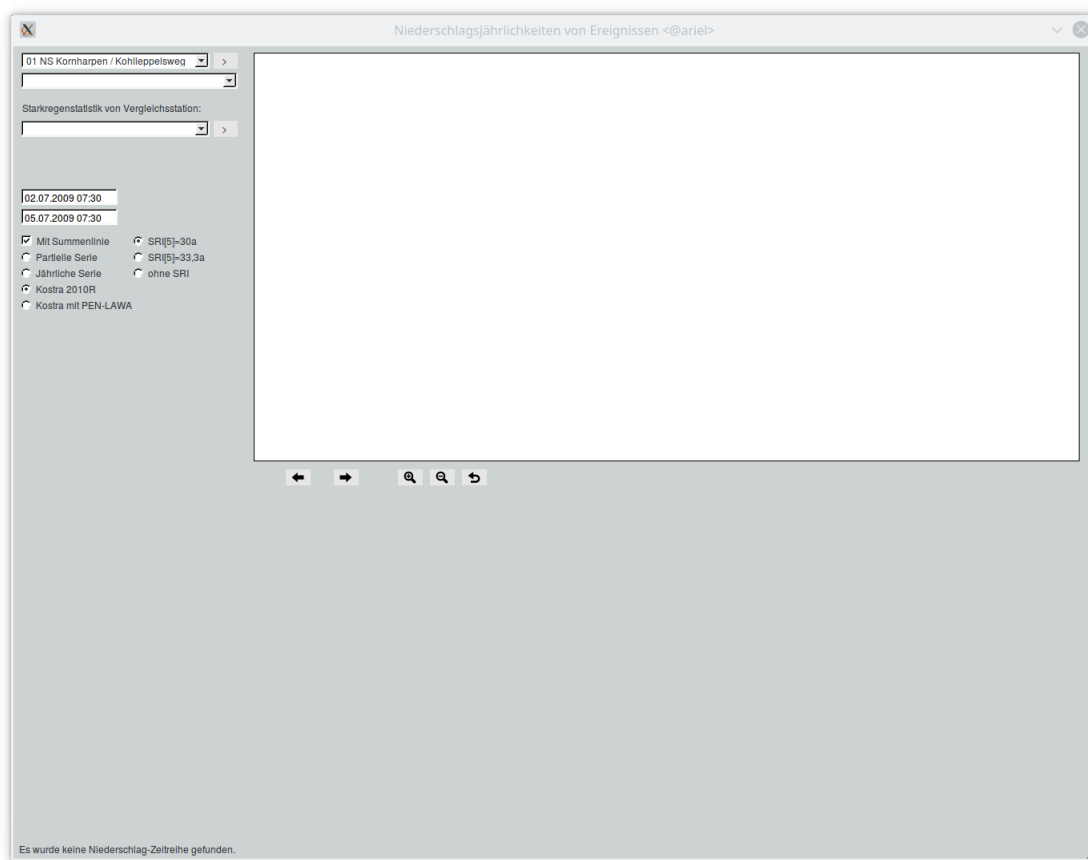 Niederschlagsjährlichkeiten von Ereignissen <@ariel>
01 NS Kornharpen / Kohlleppelsweg
>
Starkregenstatistik von Vergleichsstation:
>
02.07.2009 07:30
05.07.2009 07:30
Mit Summenlinie SRI[5]=30a
Partielle Serie SRI[5]=33,3a
Jährliche Serie ohne SRI
Kostra 2010R
Kostra mit PEN-LAWA
Es wurde keine Niederschlag-Zeitreihe gefunden.